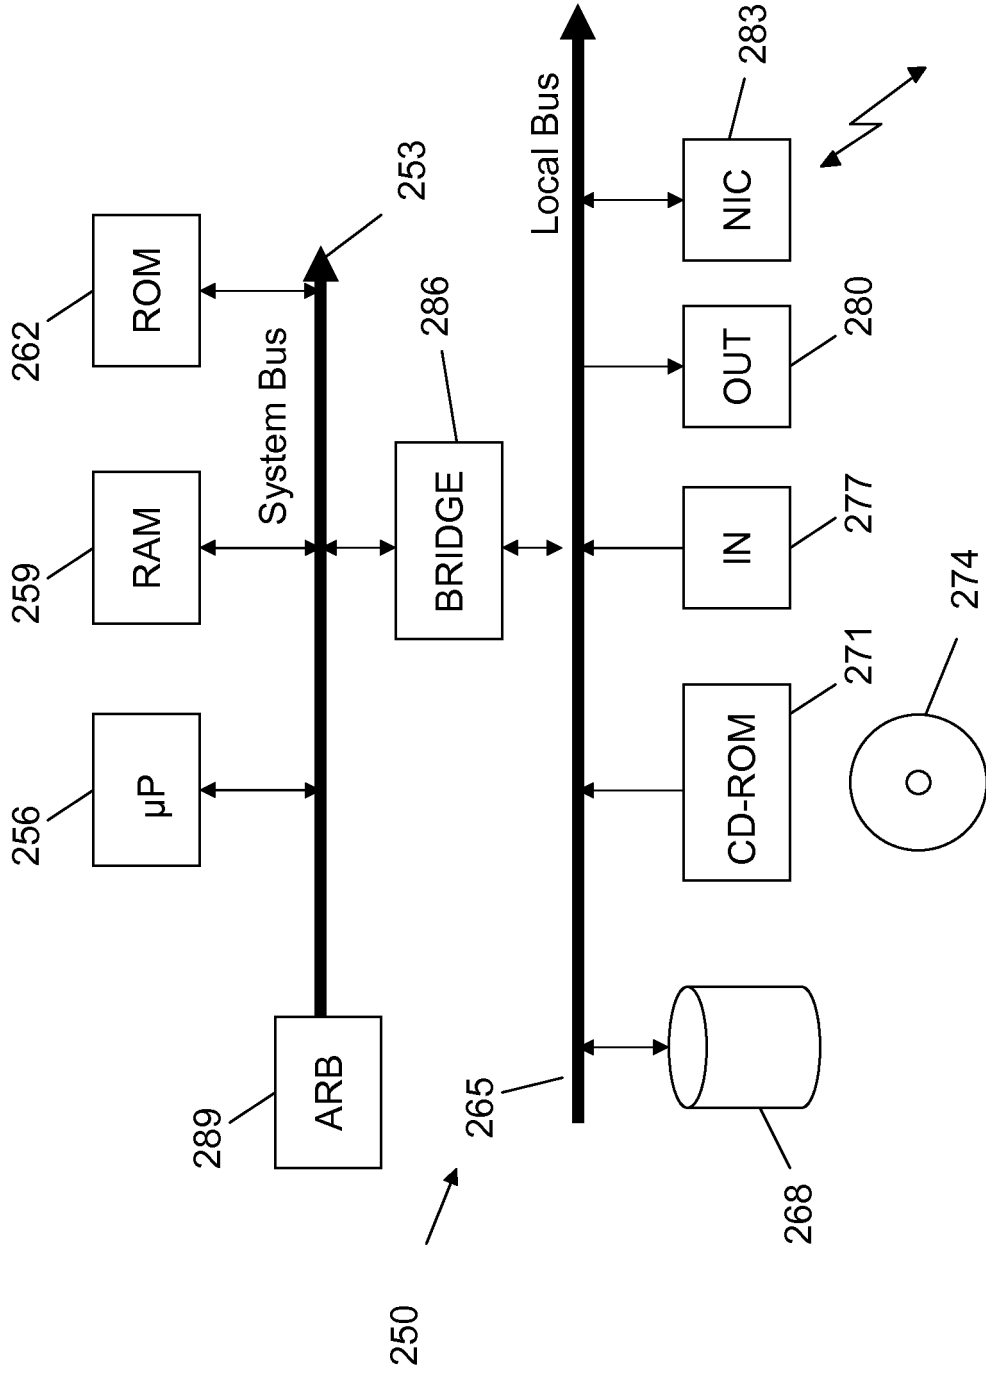 256
259
262
µP
RAM
ROM
289
ARB
System Bus
253
BRIDGE
286
250
265
Local Bus
268
CD-ROM
271
274
IN
277
OUT
280
NIC
283